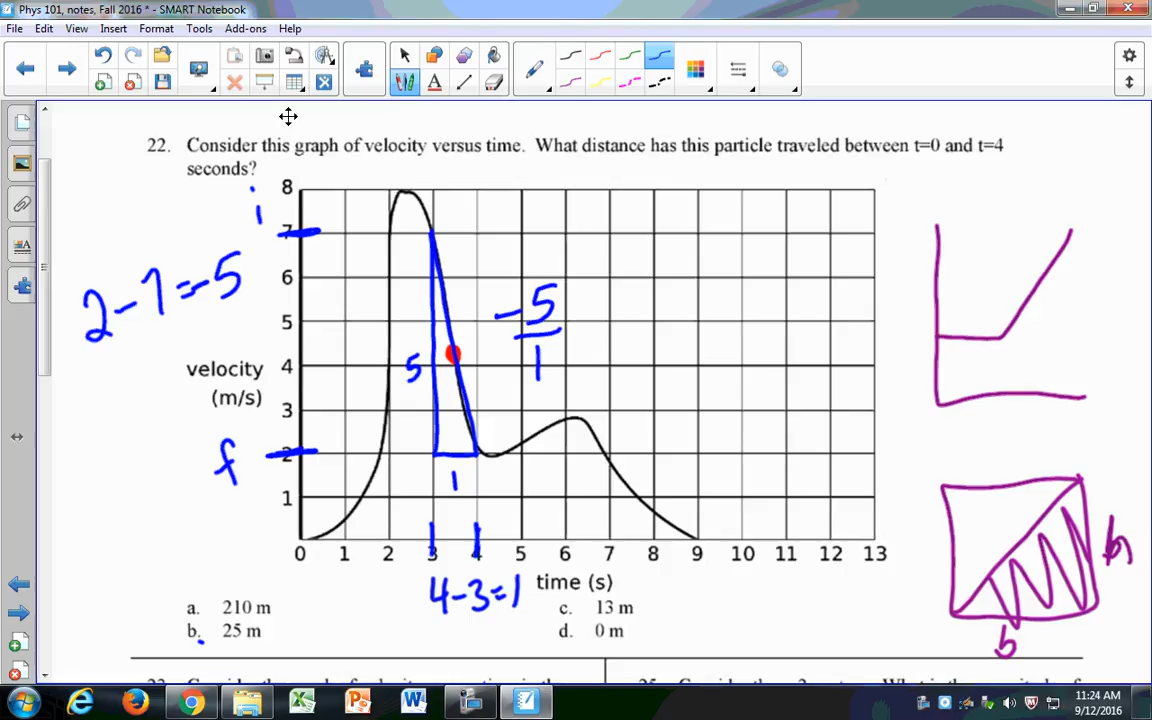 Phys 101, notes, Fall 2016 * - SMART Notebook
File Edit View Insert Format Tools Add-ons Help
22. Consider this graph of velocity versus time. What distance has this particle traveled between t=0 and t=4
seconds?
8
i
7
2-7=-5
6
5
-5
1
velocity
(m/s)
4
5
3
f
2
1
1
h
0 1 2 3 4 5 6 7 8 9 10 11 12 13
4-3=1
time (s)
b
a. 210 m
c. 13 m
b. 25 m
d. 0 m
11:24 AM
9/12/2016